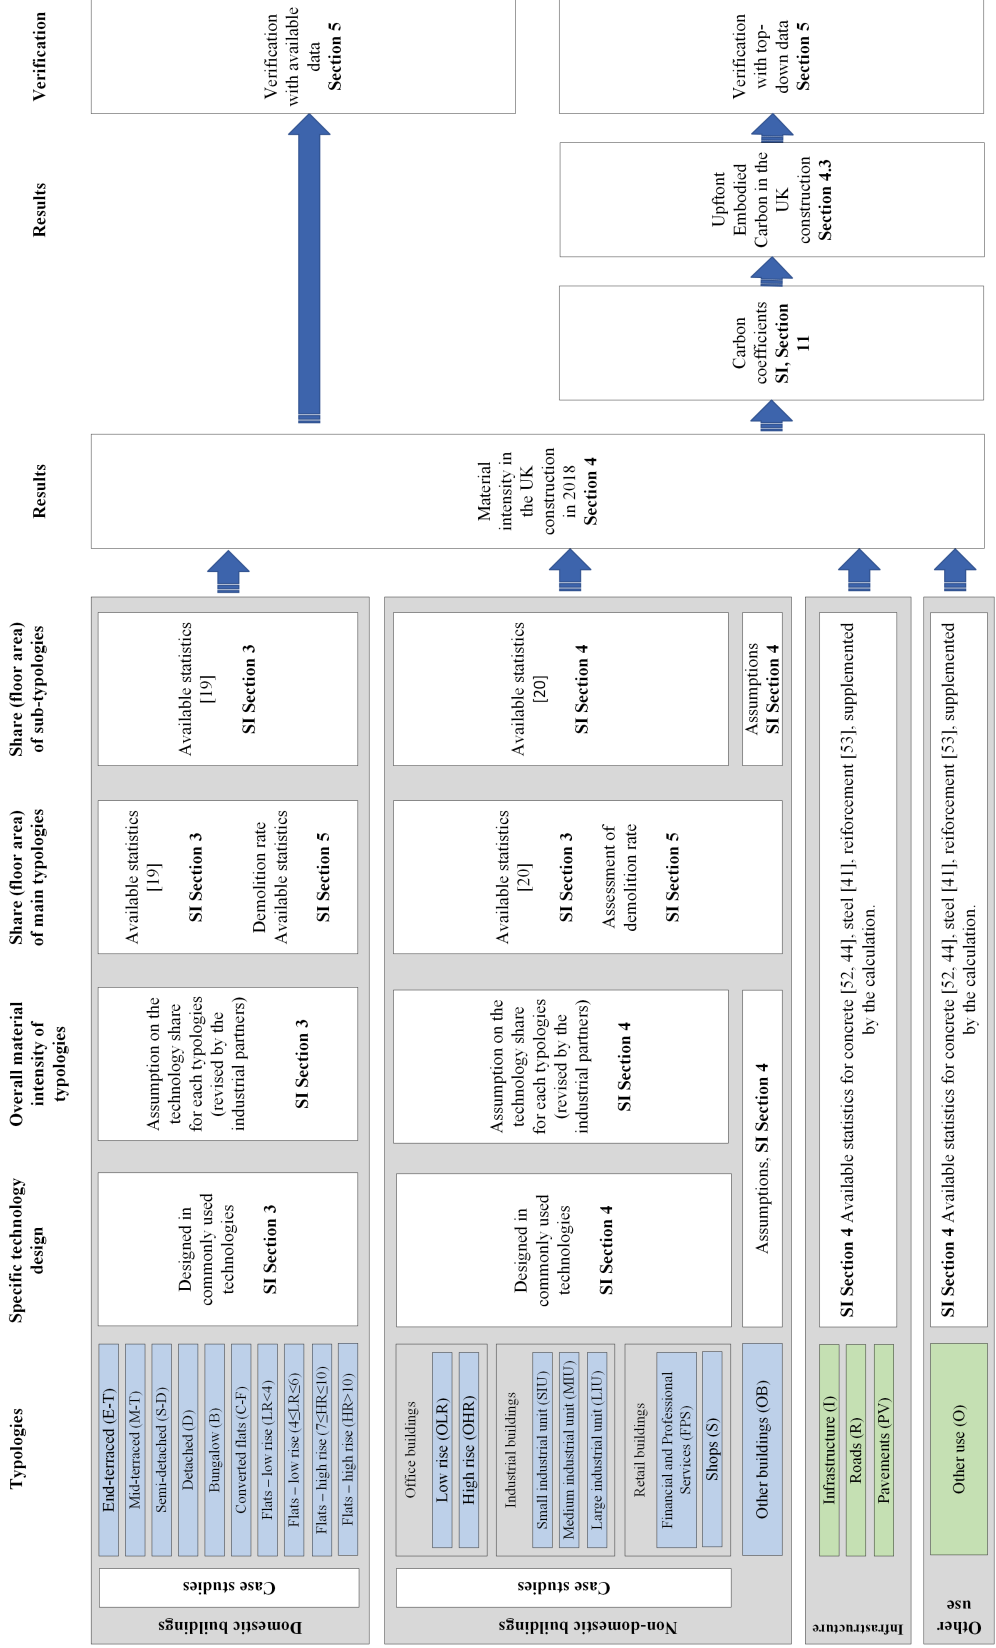 Typologies
Specific technology
design
Overall material
intensity of
typologies
Share (floor area)
of main typologies
Share (floor area)
of sub-typologies
Results
Results
Verification
Domestic buildings
Case studies
End-terraced (E-T)
Mid-terraced (M-T)
Semi-detached (S-D)
Detached (D)
Bungalow (B)
Converted flats (C-F)
Flats – low rise (LR<4)
Flats – low rise (4≤LR≤6)
Flats – high rise (7≤HR≤10)
Flats – high rise (HR>10)
Designed in
commonly used
technologies
SI Section 3
Assumption on the
technology share
for each typologies
(revised by the
industrial partners)
SI Section 3
Available statistics
[19]
SI Section 3
Demolition rate
Available statistics
SI Section 5
Available statistics
[19]
SI Section 3
Non-domestic buildings
Case studies
Office buildings
Low rise (OLR)
High rise (OHR)
Industrial buildings
Small industrial unit (SIU)
Medium industrial unit (MIU)
Large industrial unit (LIU)
Retail buildings
Financial and Professional
Services (FPS)
Shops (S)
Other buildings (OB)
Designed in
commonly used
technologies
SI Section 4
Assumption on the
technology share
for each typologies
(revised by the
industrial partners)
SI Section 4
Assumptions, SI Section 4
Available statistics
[20]
SI Section 3
Assessment of
demolition rate
SI Section 5
Available statistics
[20]
SI Section 4
Assumptions
SI Section 4
Infrastructure
Infrastructure (I)
Roads (R)
Pavements (PV)
SI Section 4 Available statistics for concrete [52, 44], steel [41], reiforcement [53], supplemented
by the calculation.
Other
use
Other use (O)
SI Section 4 Available statistics for concrete [52, 44], steel [41], reiforcement [53], supplemented
by the calculation.
Material
intensity in
the UK
construction
in 2018
Section 4
Carbon
coefficients
SI, Section
11
Upftont
Embodied
Carbon in the
UK
construction
Section 4.3
Verification
with available
data
Section 5
Verification
with top-
down data
Section 5